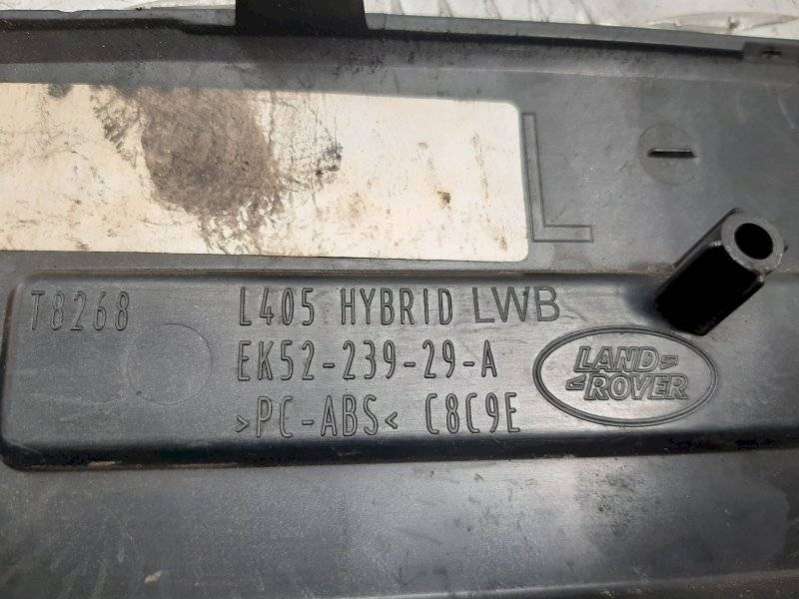 L
T8268 L405 HYBRID LWB
EK52-239-29-A
>PC-ABS< C8C9E
LAND
ROVER